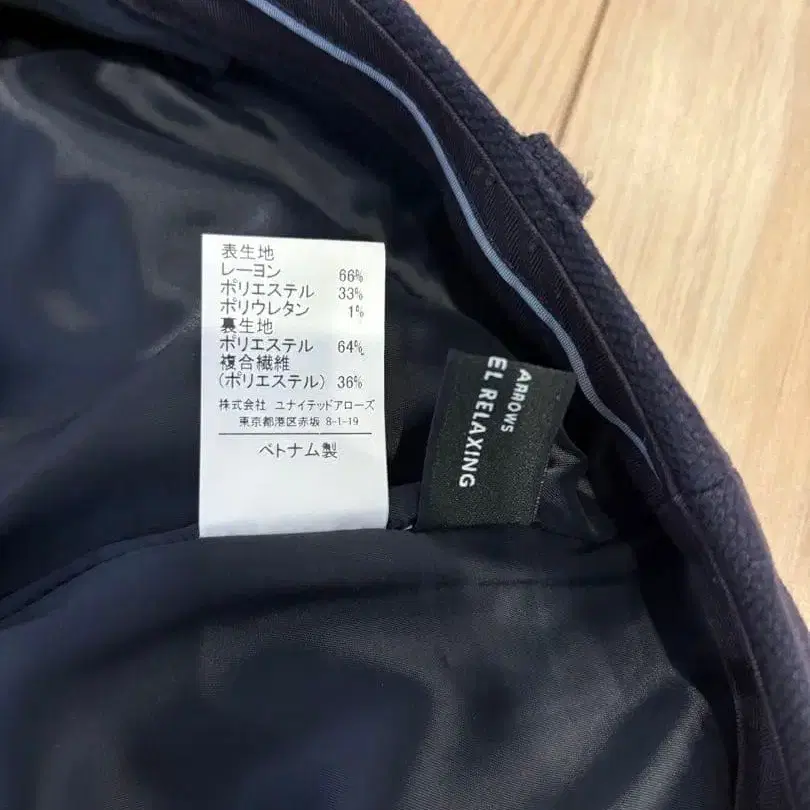 表生地
レーヨン 66%
ポリエステル 33%
ポリウレタン 1%
裏生地
ポリエステル 64%
複合繊維
(ポリエステル) 36%
株式会社 ユナイテッドアローズ
東京都港区赤坂 8-1-19
ベトナム製
ARROWS
EL RELAXING